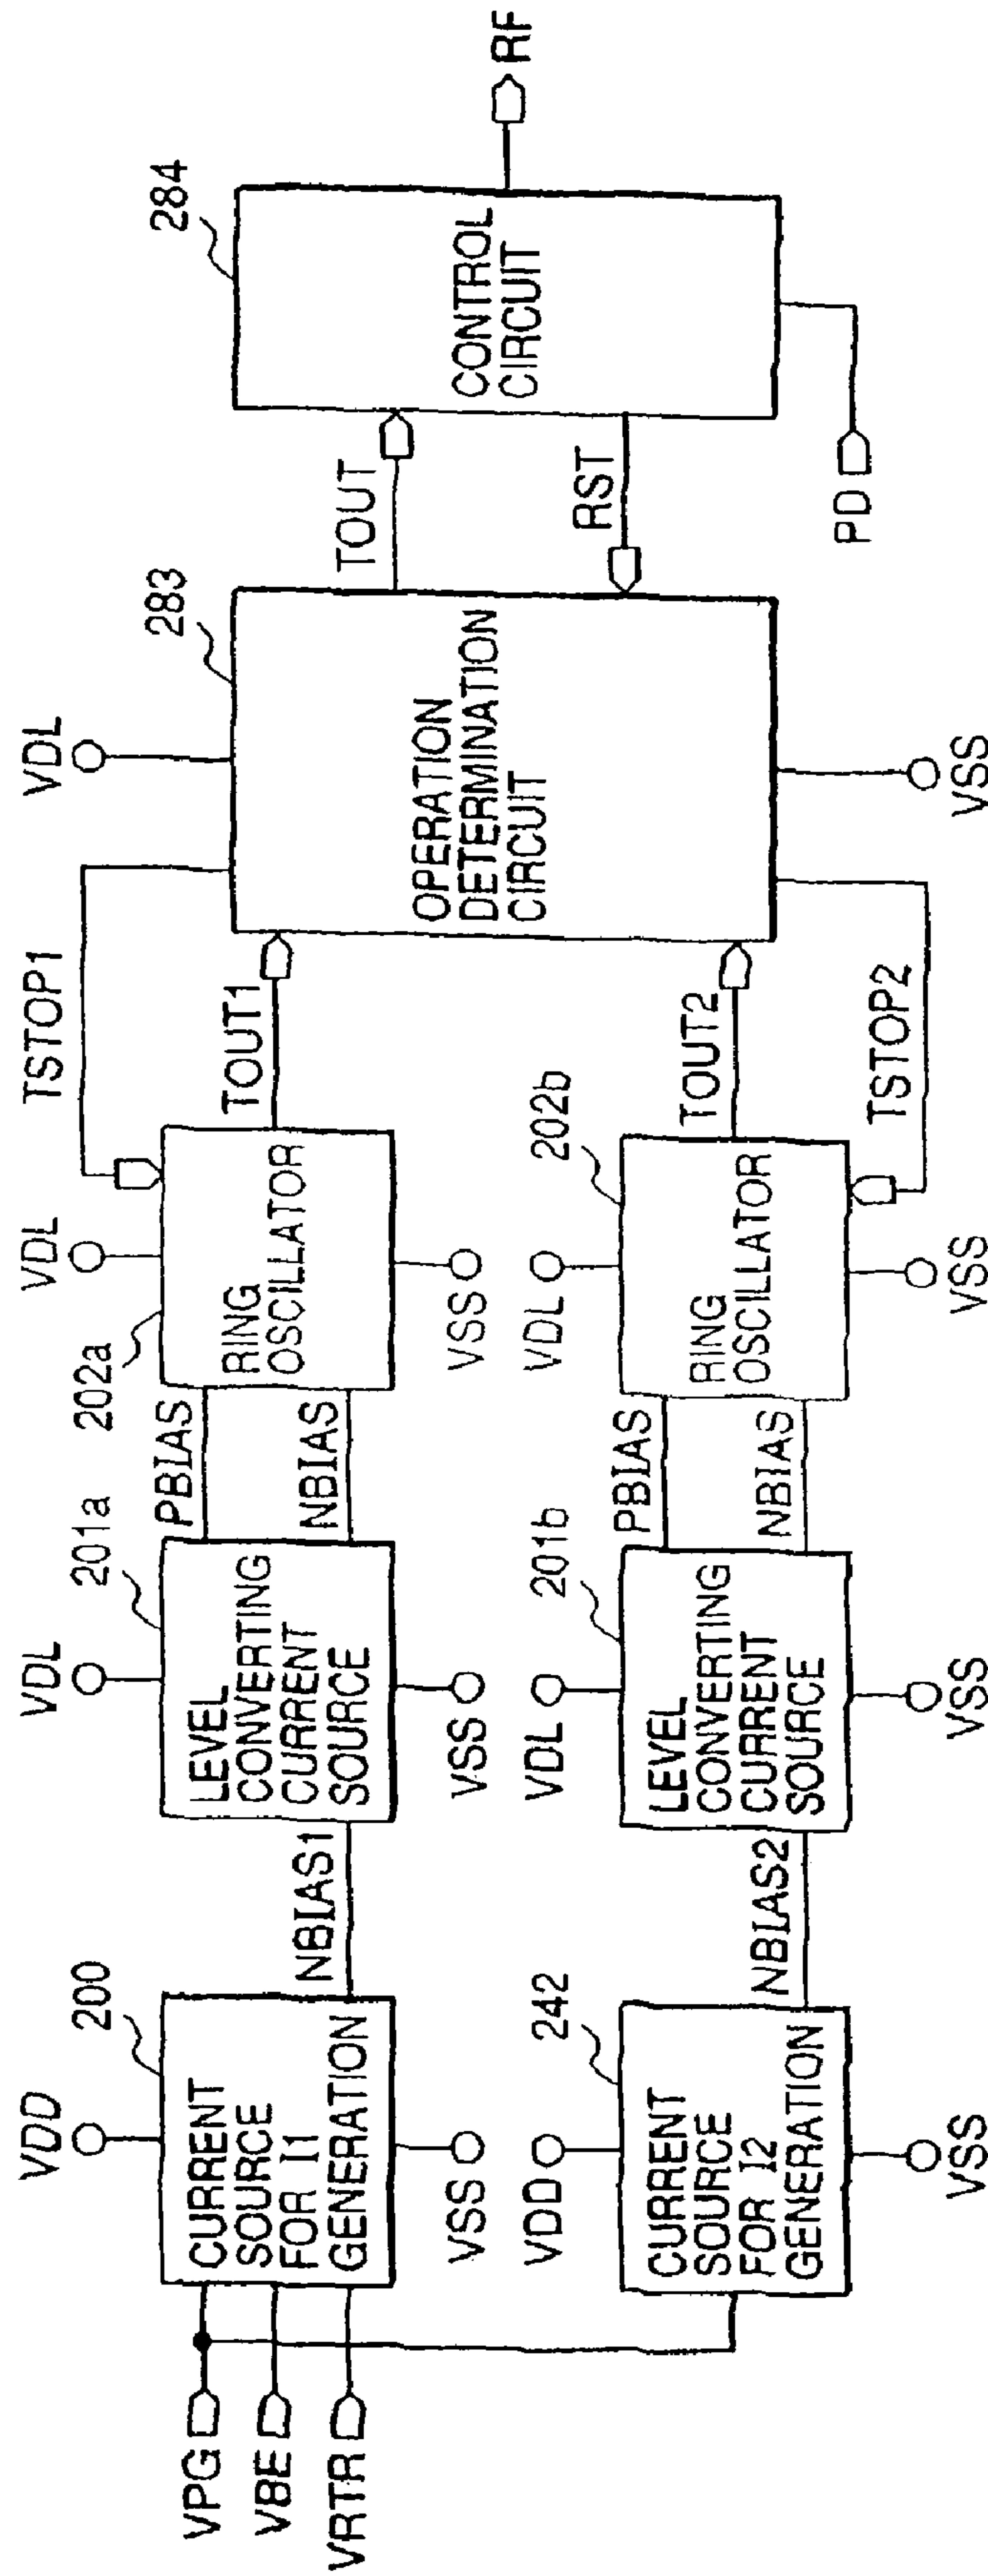 VDD
200
VPG
VBE
VRTR
CURRENT
SOURCE
FOR I1
GENERATION
VSS
NBIAS1
VDL
201a
LEVEL
CONVERTING
CURRENT
SOURCE
VSS
PBIAS
NBIAS
VDL
202a
RING
OSCILLATOR
VSS
TSTOP1
TOUT1
VDD
242
CURRENT
SOURCE
FOR I2
GENERATION
VSS
NBIAS2
VDL
201b
LEVEL
CONVERTING
CURRENT
SOURCE
VSS
PBIAS
NBIAS
VDL
202b
RING
OSCILLATOR
VSS
TOUT2
TSTOP2
VDL
283
OPERATION
DETERMINATION
CIRCUIT
VSS
TOUT
RST
284
CONTROL
CIRCUIT
PD
RF